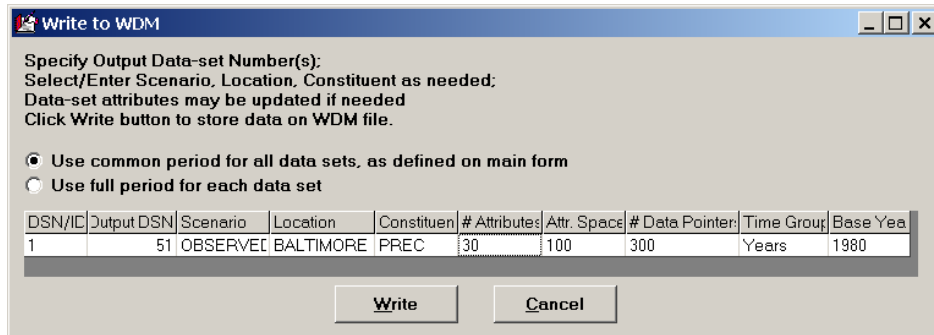 Write to WDM
Specify Output Data-set Number(s);
Select/Enter Scenario, Location, Constituent as needed;
Data-set attributes may be updated if needed
Click Write button to store data on WDM file.
Use common period for all data sets, as defined on main form
Use full period for each data set
DSN/ID Output DSN Scenario Location Constituen # Attributes Attr. Space # Data Pointer: Time Group Base Yea
1 51 OBSERVED BALTIMORE PREC 30 100 300 Years 1980
Write Cancel